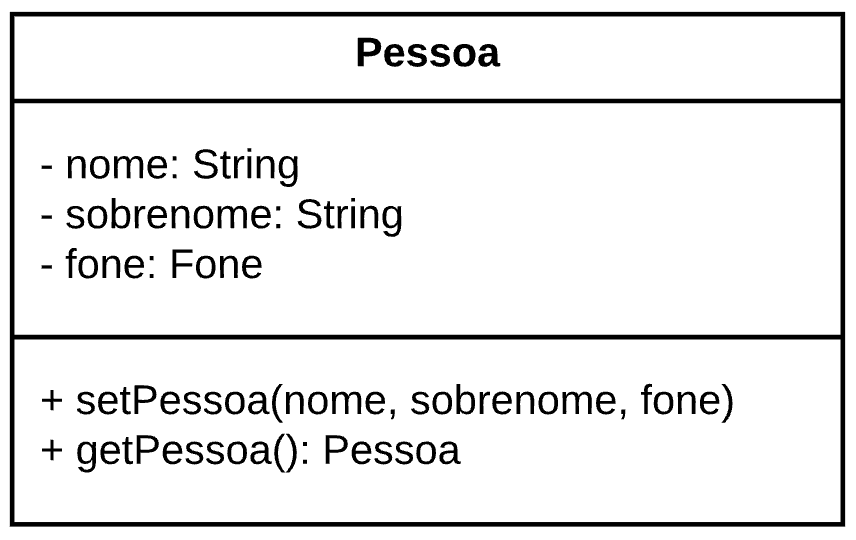 Pessoa
- nome: String
- sobrenome: String
- fone: Fone
+ setPessoa(nome, sobrenome, fone)
+ getPessoa(): Pessoa